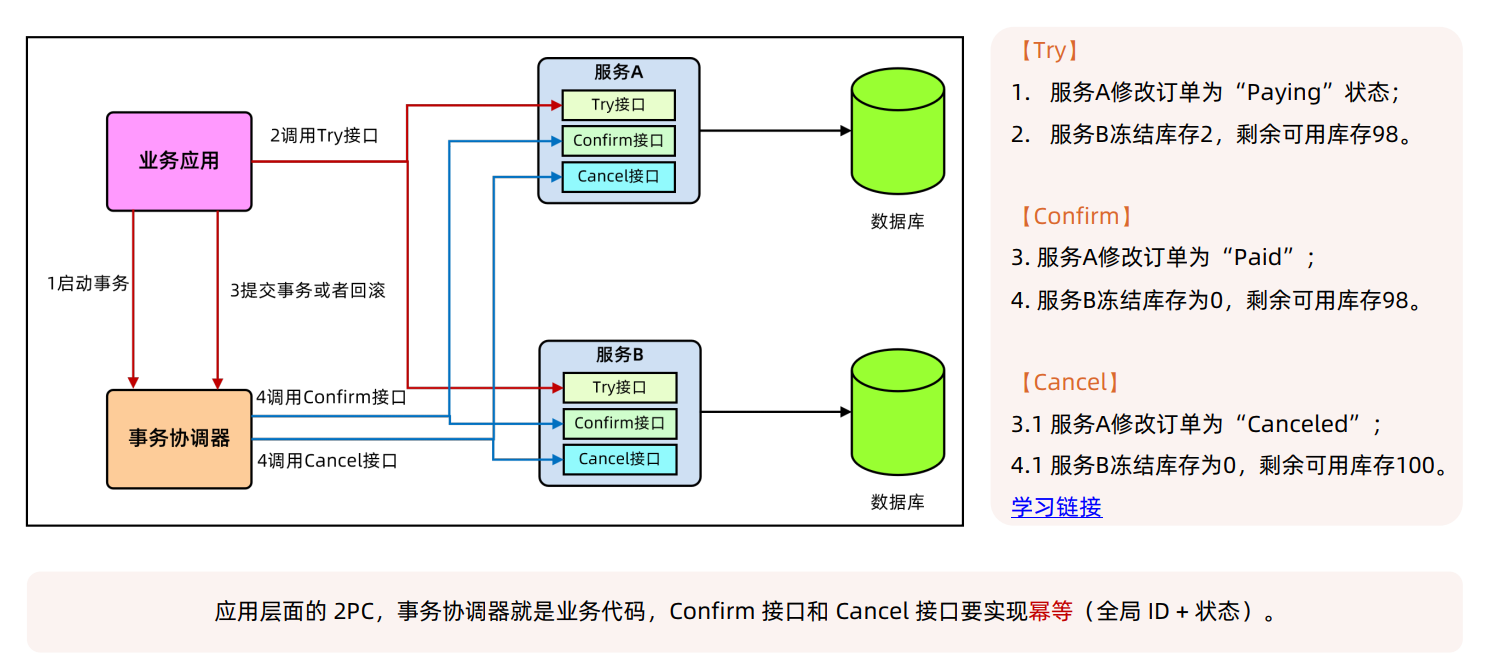 服务A
Try接口
Confirm接口
Cancel接口
业务应用
2调用Try接口
数据库
1启动事务
3提交事务或者回滚
服务B
Try接口
Confirm接口
Cancel接口
4调用Confirm接口
事务协调器
4调用Cancel接口
数据库
【Try】
1. 服务A修改订单为“Paying”状态；
2. 服务B冻结库存2，剩余可用库存98。
【Confirm】
3. 服务A修改订单为“Paid”；
4. 服务B冻结库存为0，剩余可用库存98。
【Cancel】
3.1 服务A修改订单为“Canceled”；
4.1 服务B冻结库存为0，剩余可用库存100。
学习链接
应用层面的 2PC，事务协调器就是业务代码，Confirm 接口和 Cancel 接口要实现幂等（全局 ID + 状态）。